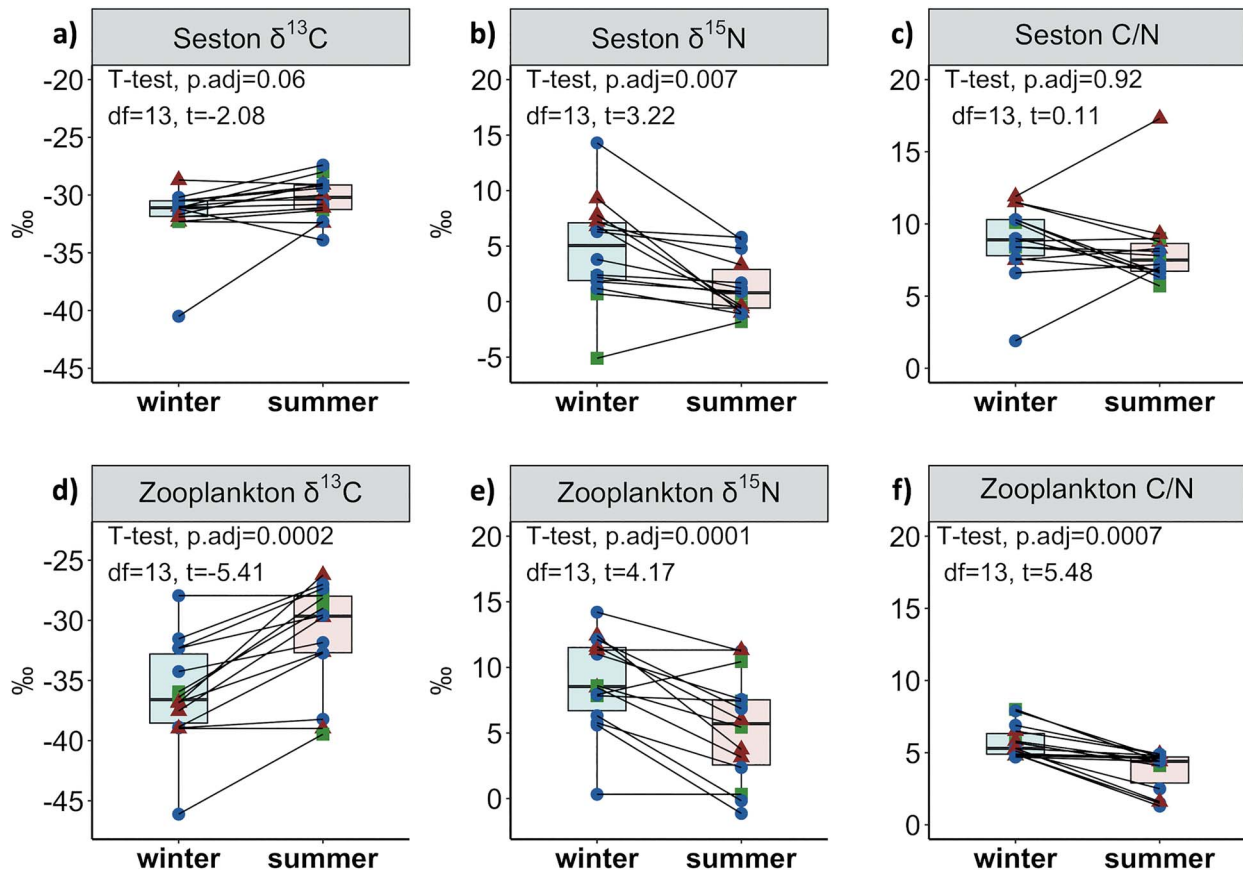 a) Seston δ¹³C
T-test, p.adj=0.06
df=13, t=-2.08
‰
-20
-25
-30
-35
-40
-45
winter summer
b) Seston δ¹⁵N
T-test, p.adj=0.007
df=13, t=3.22
20
15
10
5
0
-5
winter summer
c) Seston C/N
T-test, p.adj=0.92
df=13, t=0.11
20
15
10
5
0
winter summer
d) Zooplankton δ¹³C
T-test, p.adj=0.0002
df=13, t=-5.41
‰
-25
-30
-35
-40
-45
winter summer
e) Zooplankton δ¹⁵N
T-test, p.adj=0.0001
df=13, t=4.17
‰
20
15
10
5
0
winter summer
f) Zooplankton C/N
T-test, p.adj=0.0007
df=13, t=5.48
20
15
10
5
0
winter summer